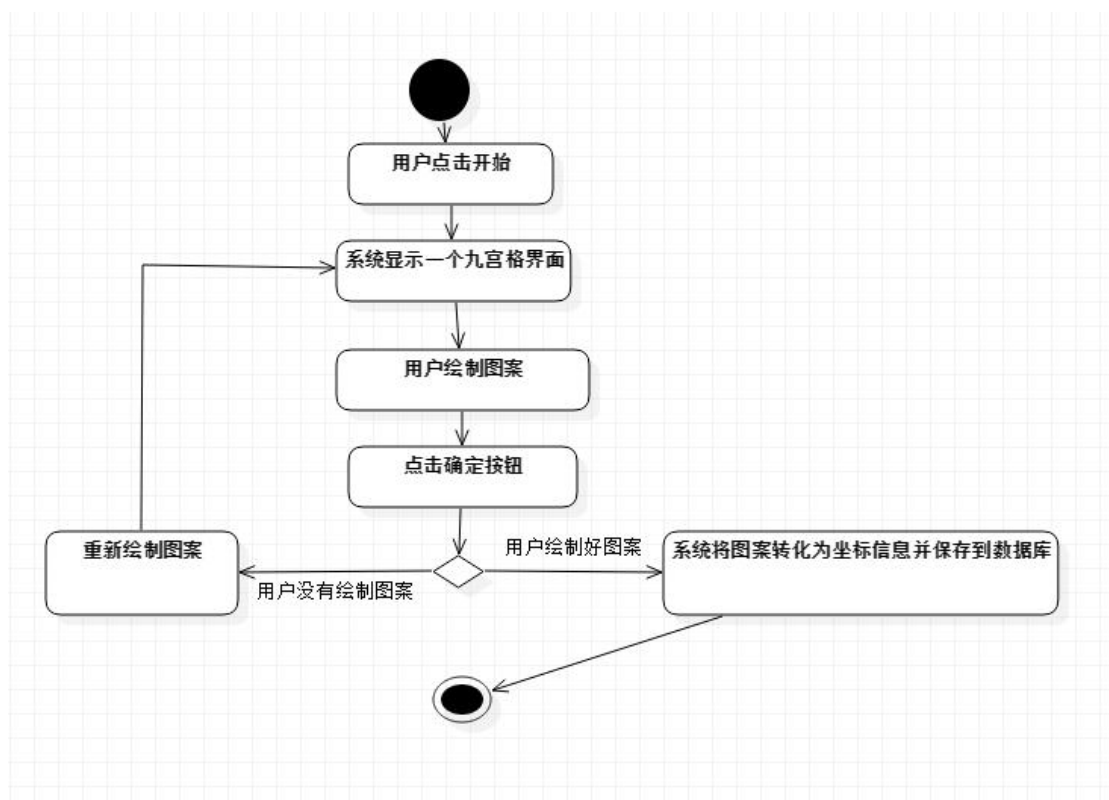 用户点击开始
系统显示一个九宫格界面
用户绘制图案
点击确定按钮
用户绘制好图案
重新绘制图案
系统将图案转化为坐标信息并保存到数据库
用户没有绘制图案